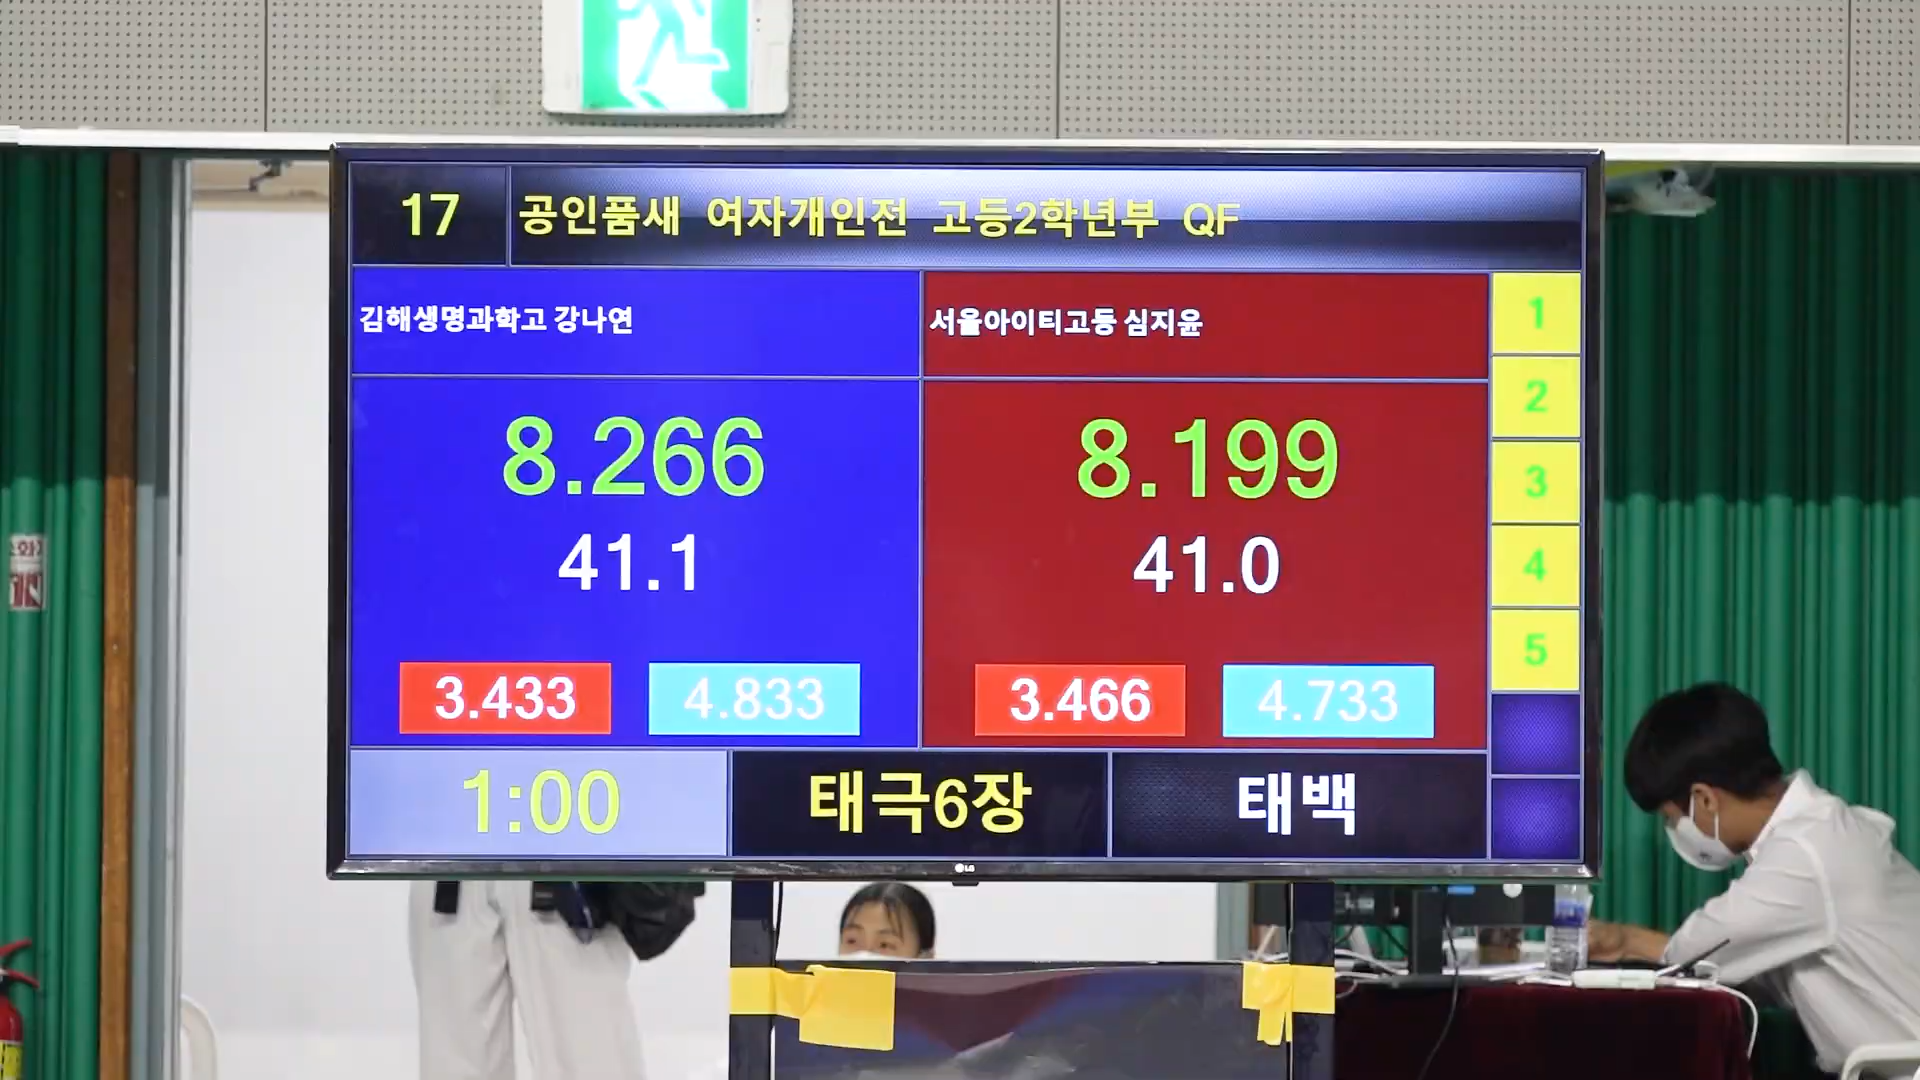 17
공인품새 여자개인전 고등2학년부 QF
김해생명과학고 강나연
서울아이티고등 심지윤
1
2
3
4
5
8.266
8.199
41.1
41.0
3.433
4.833
3.466
4.733
1:00
태극6장
태백
LG